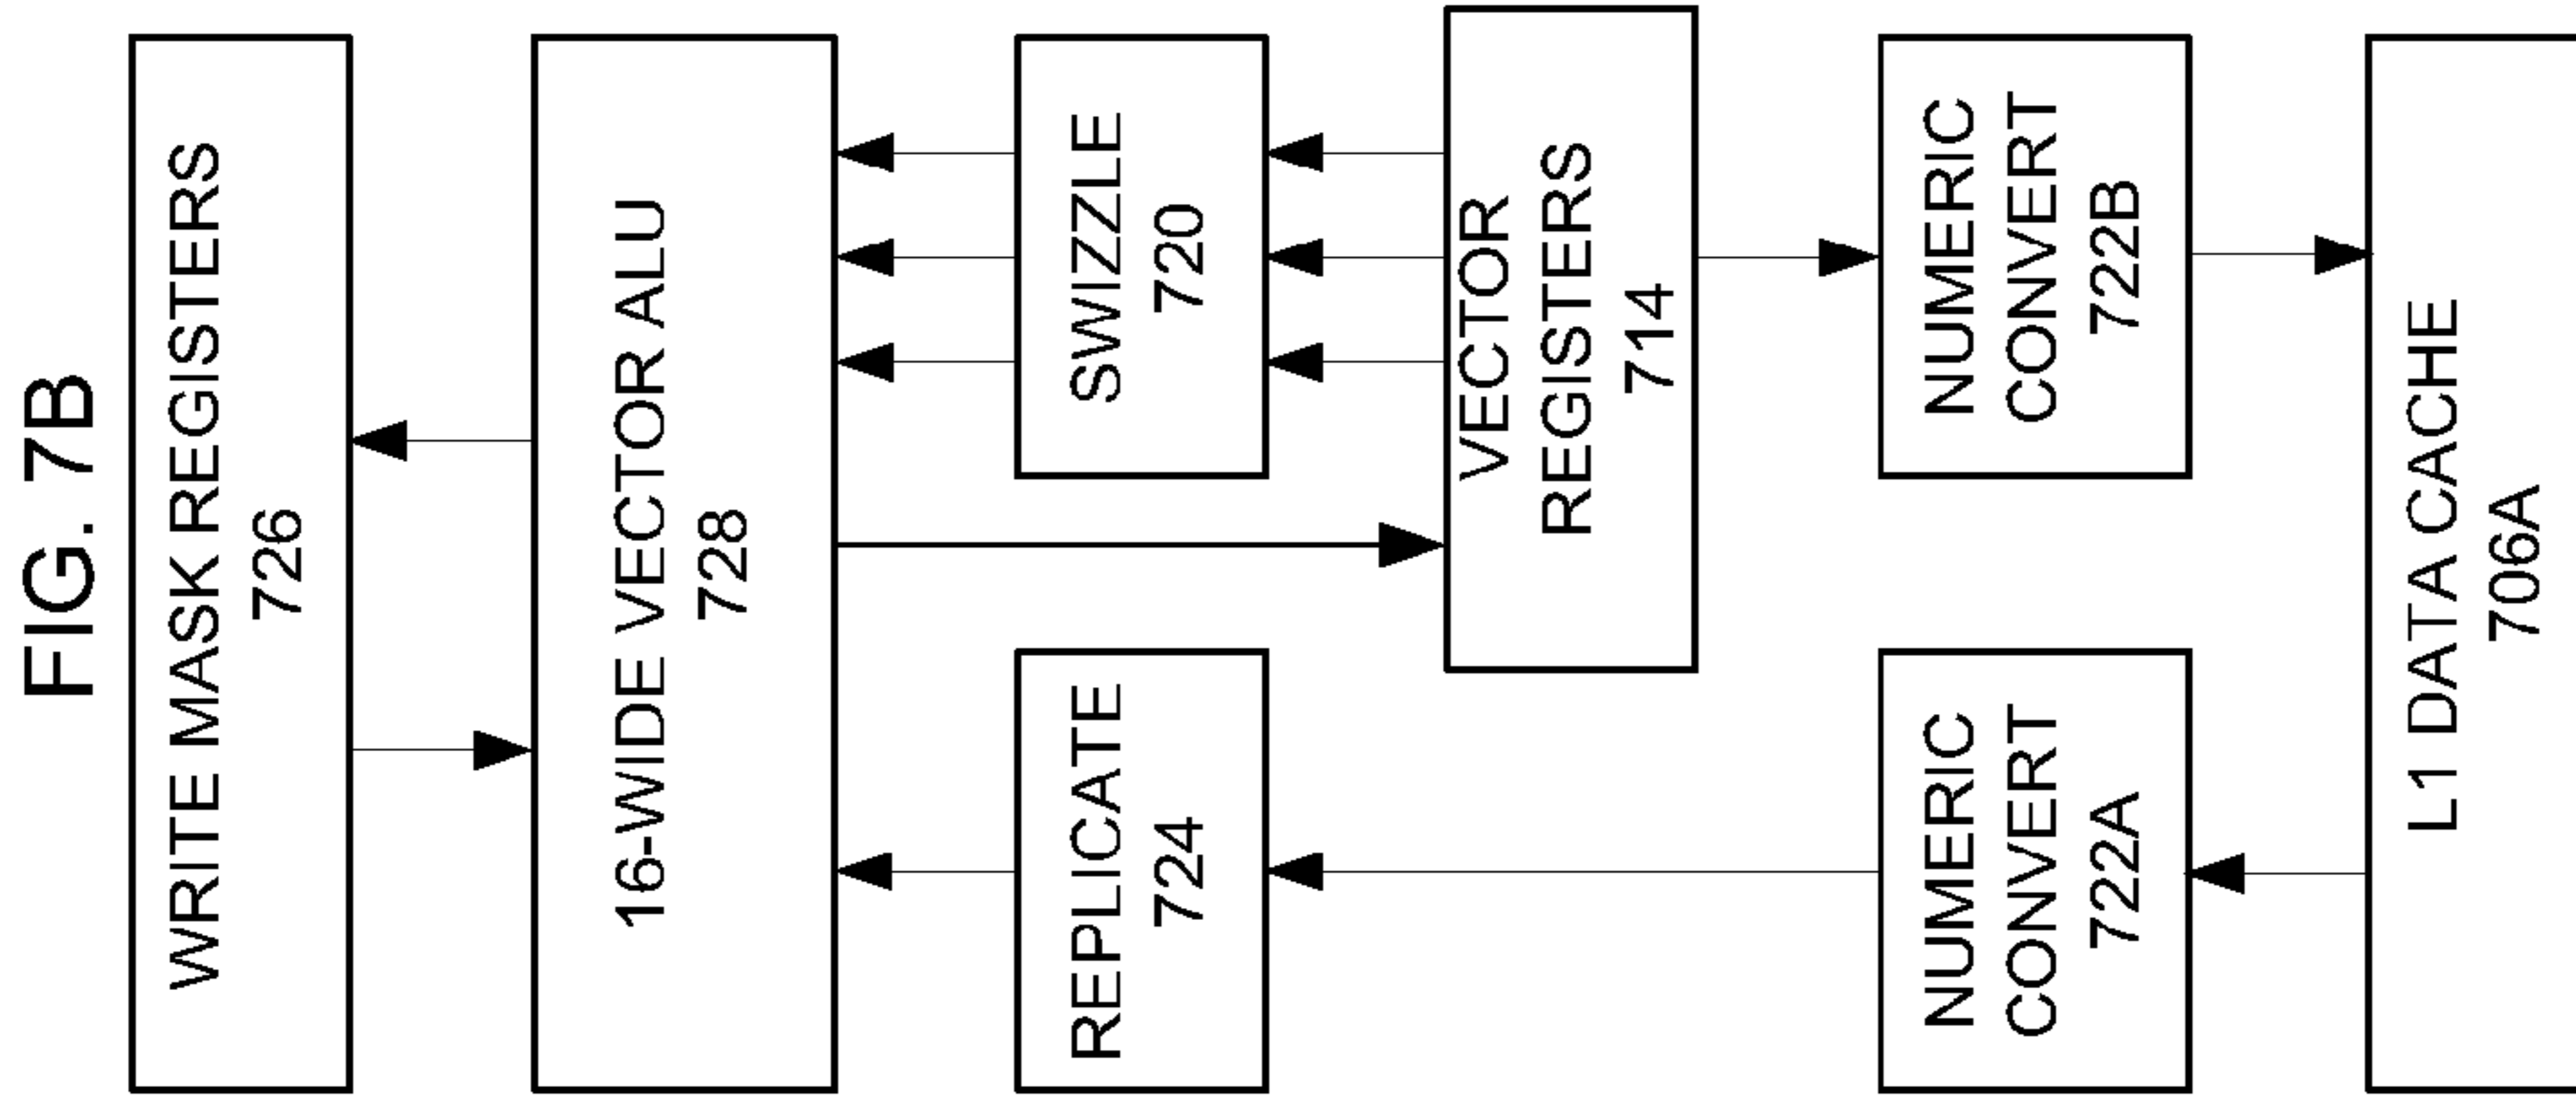 FIG. 7B
WRITE MASK REGISTERS
726
16-WIDE VECTOR ALU
728
REPLICATE
724
SWIZZLE
720
VECTOR
REGISTERS
714
NUMERIC
CONVERT
722A
NUMERIC
CONVERT
722B
L1 DATA CACHE
706A